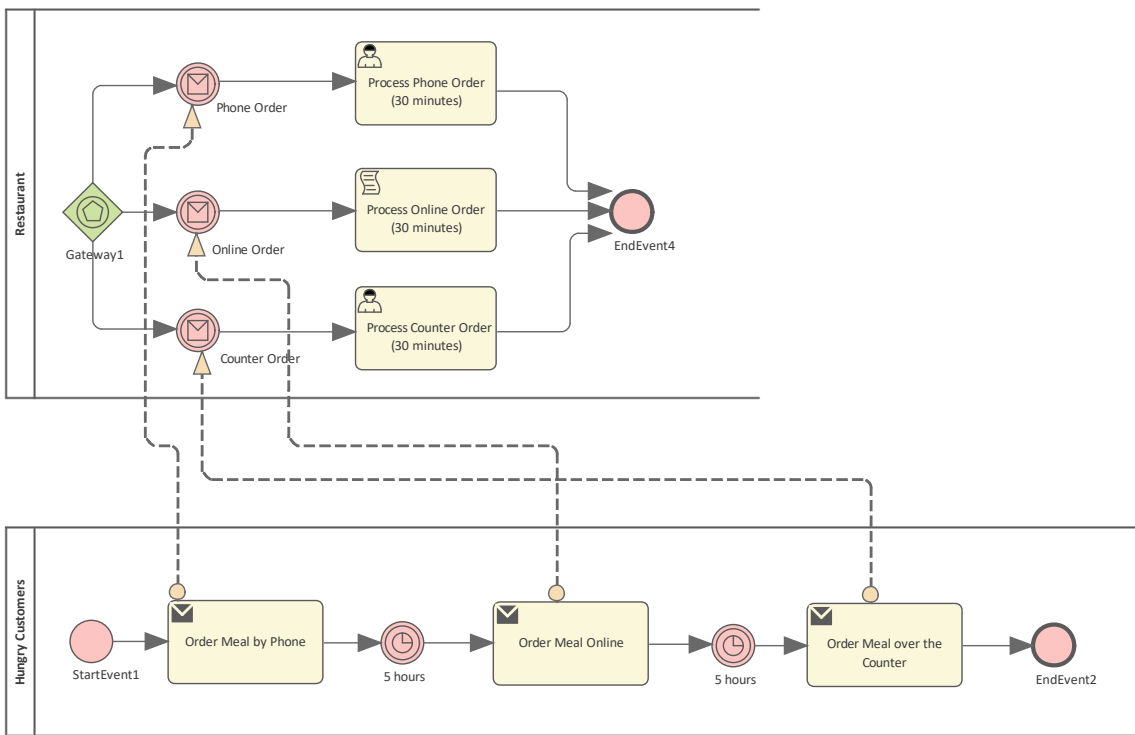 Restaurant
Phone Order
Process Phone Order
(30 minutes)
Gateway1
Online Order
Process Online Order
(30 minutes)
EndEvent4
Counter Order
Process Counter Order
(30 minutes)
Hungry Customers
StartEvent1
Order Meal by Phone
5 hours
Order Meal Online
5 hours
Order Meal over the
Counter
EndEvent2